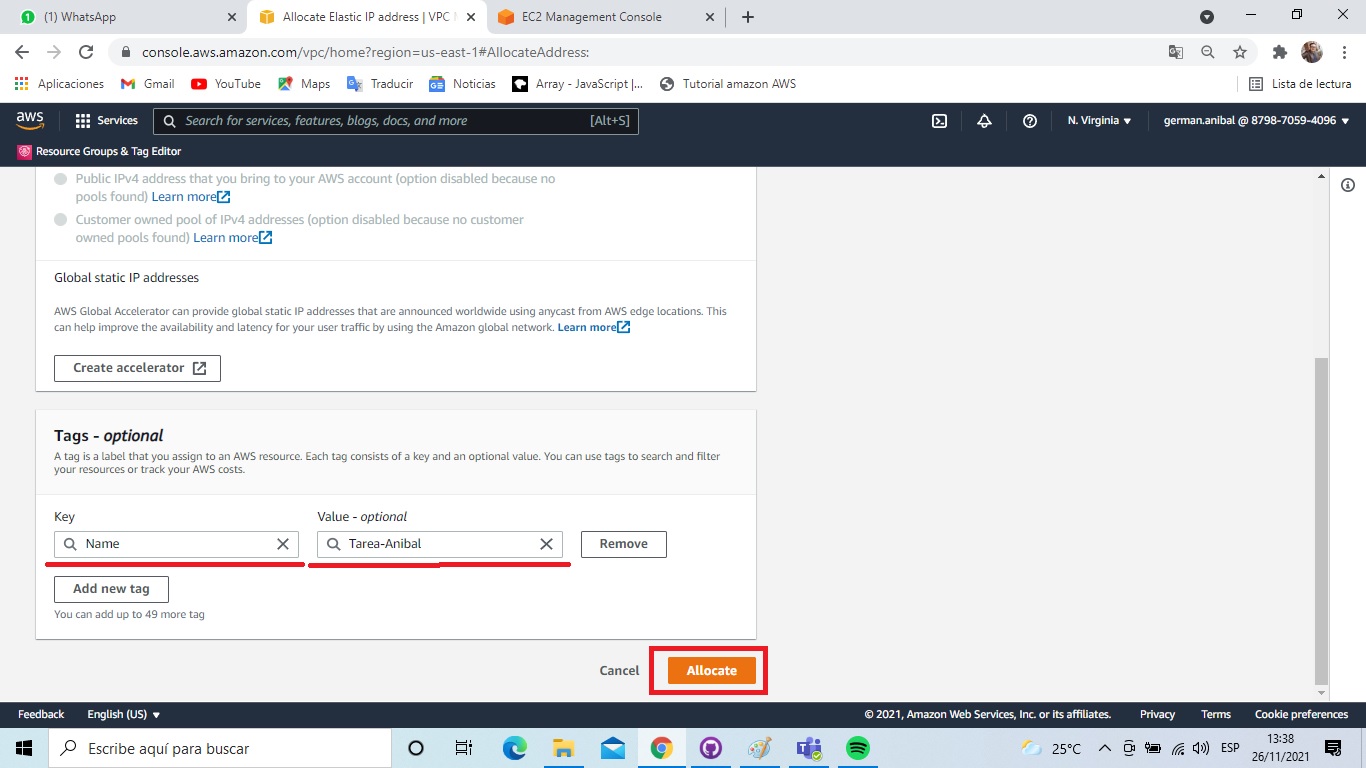 (1) WhatsApp
Allocate Elastic IP address | VPC
EC2 Management Console
console.aws.amazon.com/vpc/home?region=us-east-1#AllocateAddress:
Aplicaciones
Gmail
YouTube
Maps
Traducir
Noticias
Array - JavaScript |...
Tutorial amazon AWS
Lista de lectura
aws
Services
Search for services, features, blogs, docs, and more
[Alt+S]
N. Virginia
german.anibal @ 8798-7059-4096
Resource Groups & Tag Editor
Public IPv4 address that you bring to your AWS account (option disabled because no
pools found) Learn more
Customer owned pool of IPv4 addresses (option disabled because no customer
owned pools found) Learn more
Global static IP addresses
AWS Global Accelerator can provide global static IP addresses that are announced worldwide using anycast from AWS edge locations. This
can help improve the availability and latency for your user traffic by using the Amazon global network. Learn more
Create accelerator
Tags - optional
A tag is a label that you assign to an AWS resource. Each tag consists of a key and an optional value. You can use tags to search and filter
your resources or track your AWS costs.
Key
Value - optional
Name
Tarea-Anibal
Remove
Add new tag
You can add up to 49 more tag
Cancel
Allocate
Feedback
English (US)
© 2021, Amazon Web Services, Inc. or its affiliates.
Privacy
Terms
Cookie preferences
Escribe aquí para buscar
25°C
ESP
13:38
26/11/2021